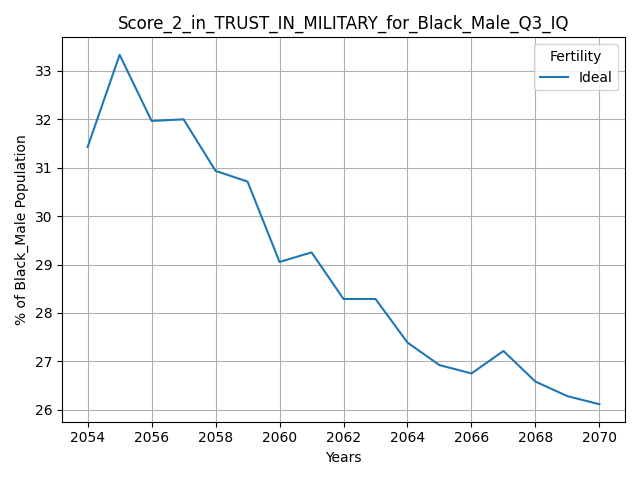 Score_2_in_TRUST_IN_MILITARY_for_Black_Male_Q3_IQ
Fertility
Ideal
33
32
31
30
29
28
27
26
% of Black_Male Population
2054 2056 2058 2060 2062 2064 2066 2068 2070
Years